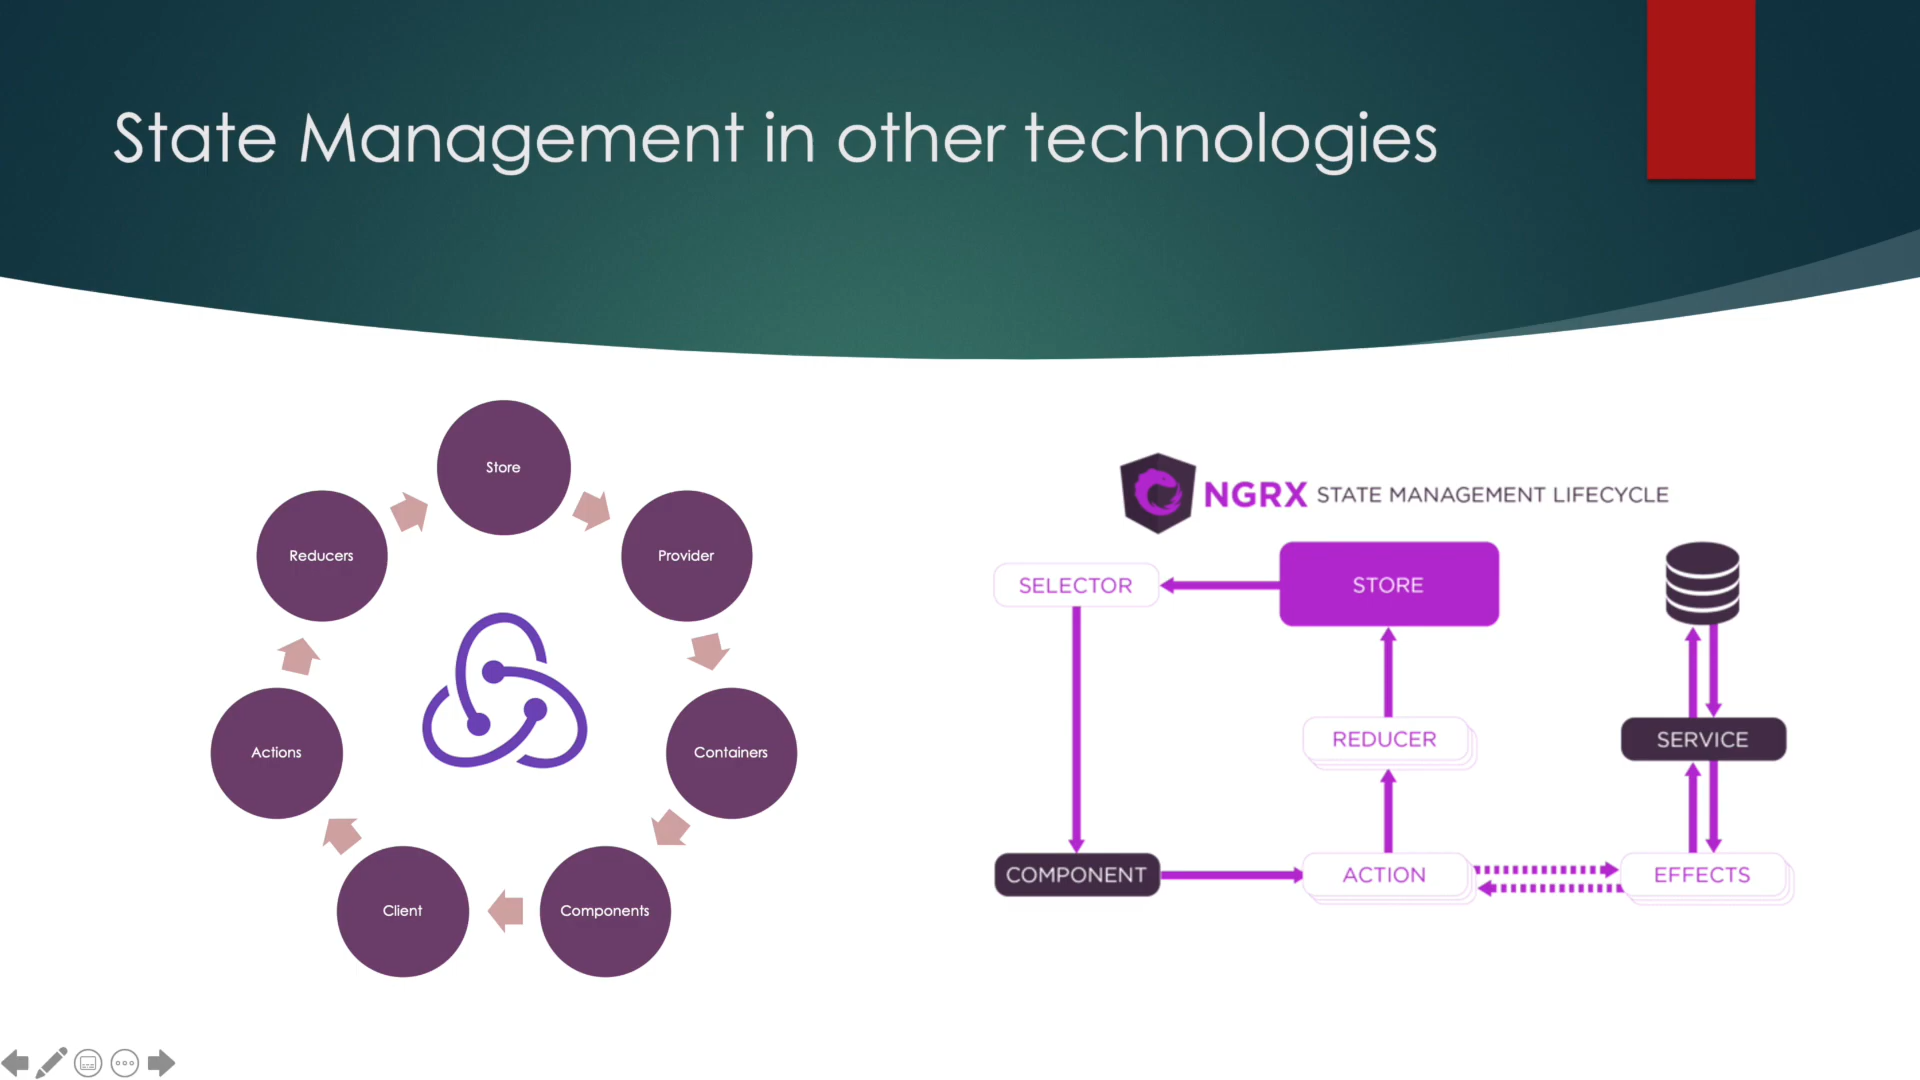 State Management in other technologies
Store
Provider
Containers
Components
Client
Actions
Reducers
NGRX STATE MANAGEMENT LIFECYCLE
SELECTOR
STORE
REDUCER
SERVICE
COMPONENT
ACTION
EFFECTS